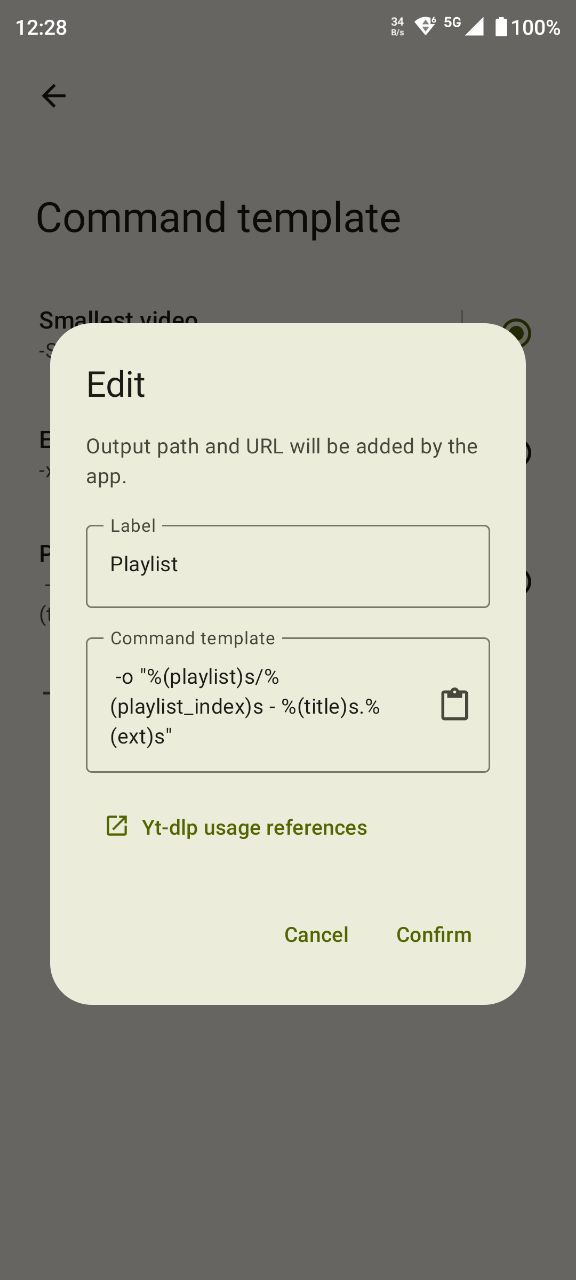 12:28
34
B/s
6
5G
100%
Command template
Smallest video
Edit
Output path and URL will be added by the
app.
Label
Playlist
Command template
-o "%(playlist)s/%
(playlist_index)s - %(title)s.%
(ext)s"
Yt-dlp usage references
Cancel
Confirm